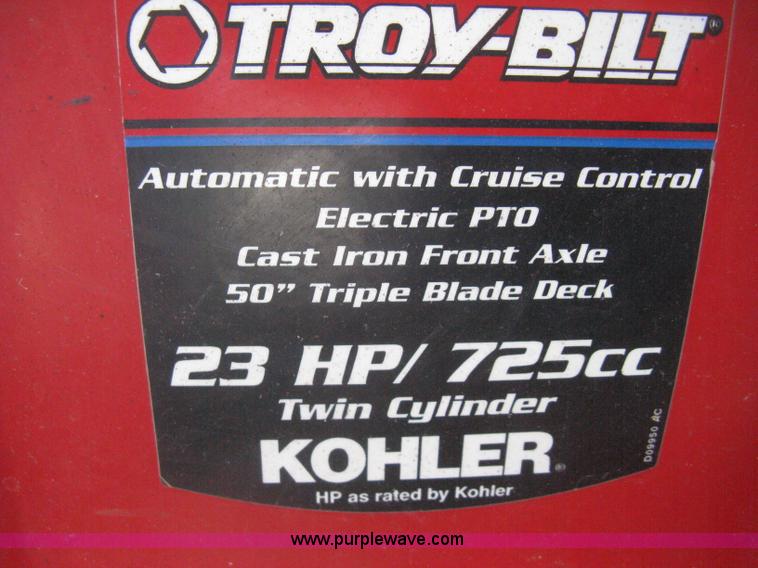 TROY-BILT®
Automatic with Cruise Control
Electric PTO
Cast Iron Front Axle
50" Triple Blade Deck
23 HP/ 725cc
Twin Cylinder
KOHLER®
HP as rated by Kohler
D09950 AC
www.purplewave.com